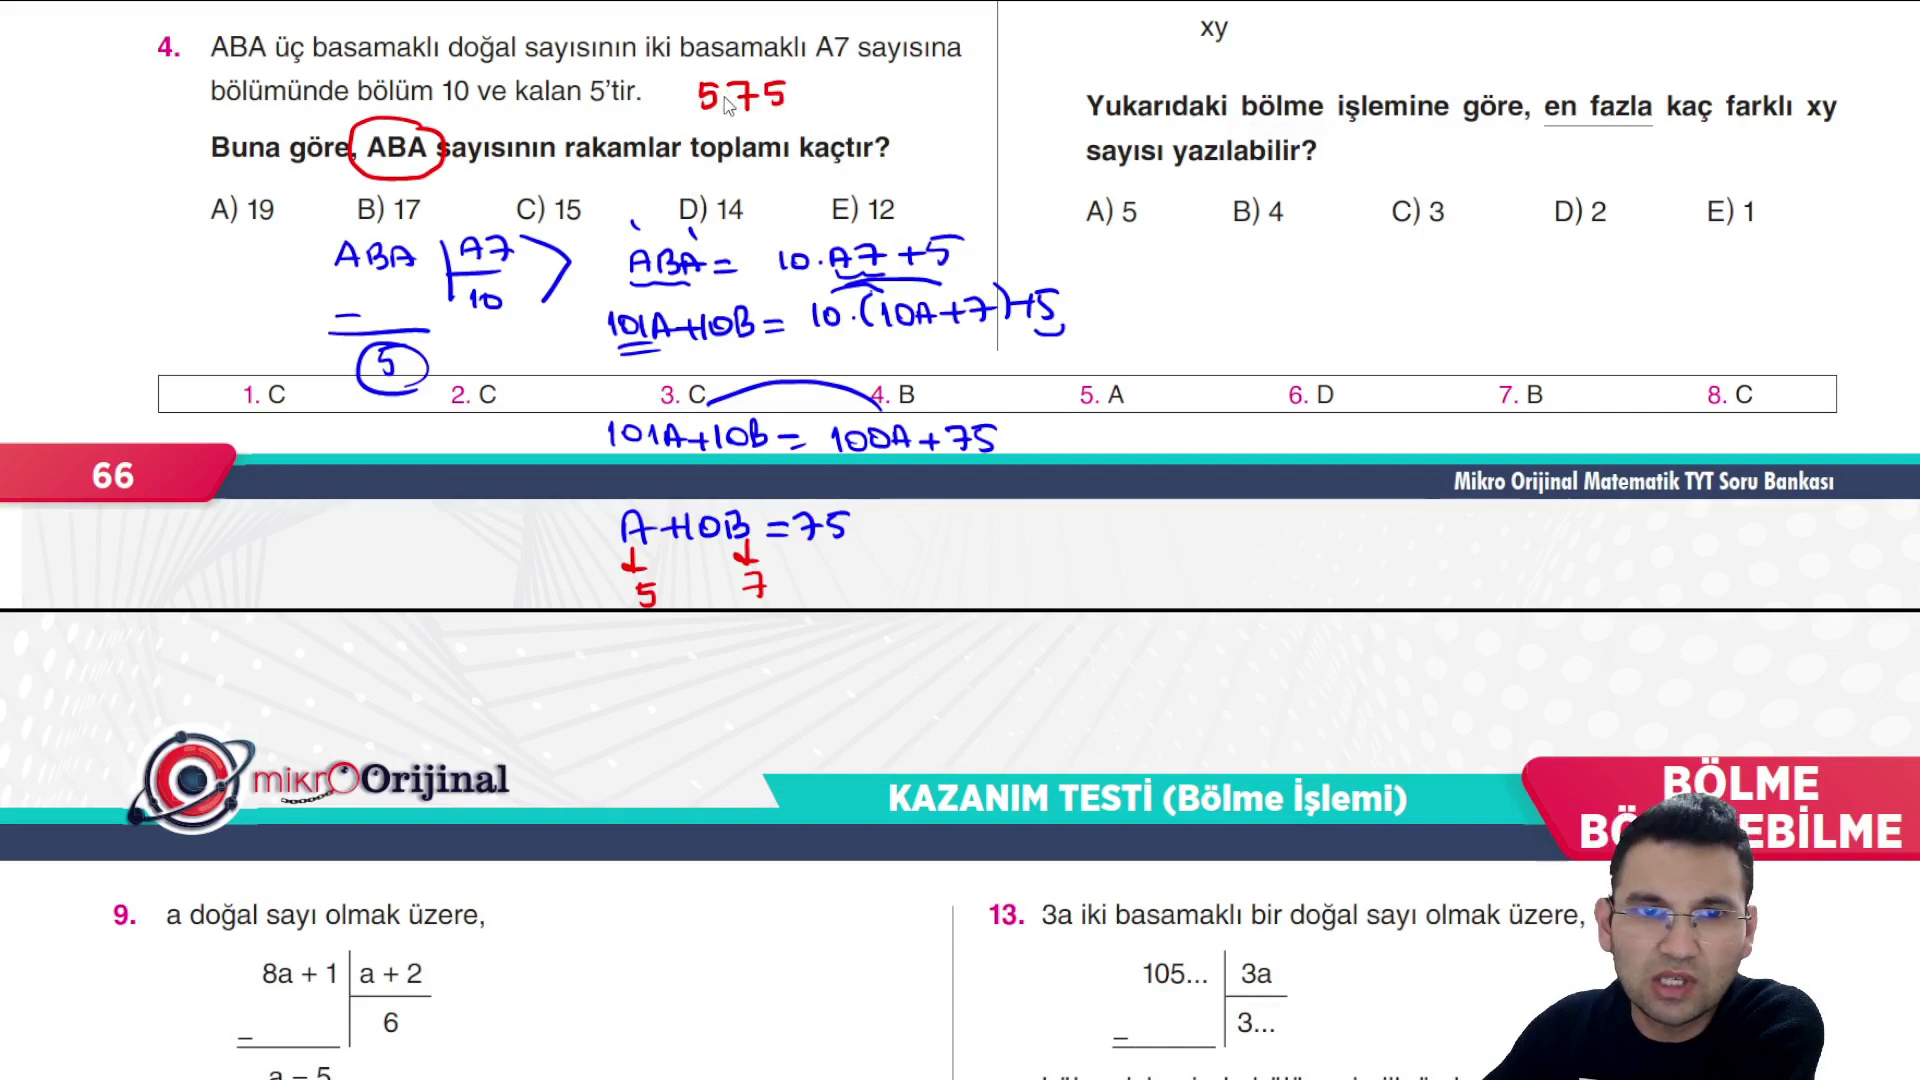 4. ABA üç basamaklı doğal sayısının iki basamaklı A7 sayısına
bölümünde bölüm 10 ve kalan 5’tir.
575
Buna göre, ABA sayısının rakamlar toplamı kaçtır?
A) 19 B) 17 C) 15 D) 14 E) 12
ABA A7
10
–
5
ABA = 10.A7+5
101A+10B = 10.(10A+7)+5
xy
Yukarıdaki bölme işlemine göre, en fazla kaç farklı xy
sayısı yazılabilir?
A) 5 B) 4 C) 3 D) 2 E) 1
1. C 2. C 3. C 4. B 5. A 6. D 7. B 8. C
101A+10B = 100A+75
66
Mikro Orijinal Matematik TYT Soru Bankası
A+10B =75
5 7
mikrOOrijinal
KAZANIM TESTİ (Bölme İşlemi)
BÖLME
9. a doğal sayı olmak üzere,
8a + 1 a + 2
6
–
a – 5
13. 3a iki basamaklı bir doğal sayı olmak üzere,
105... 3a
3...
–